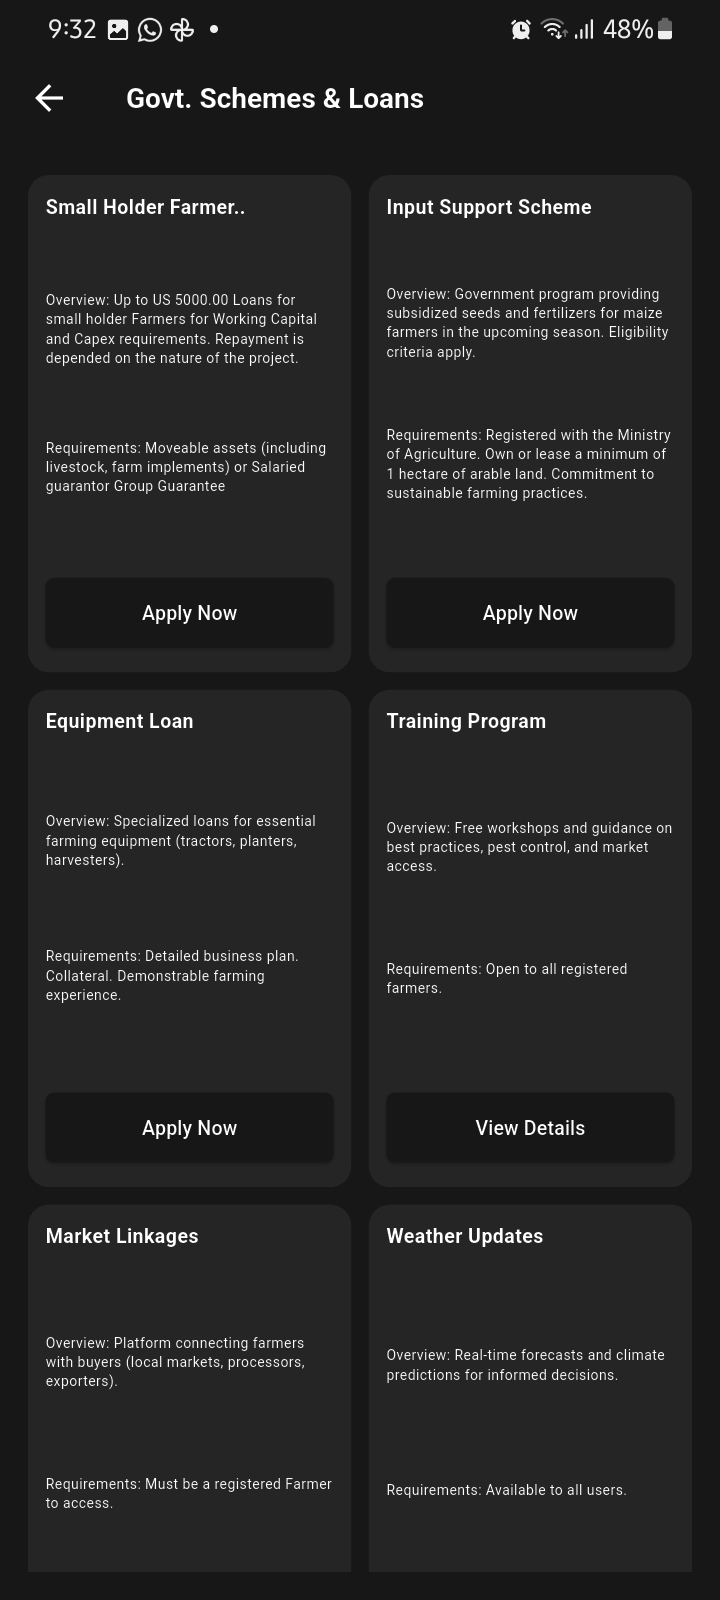 9:32
48%
Govt. Schemes & Loans
Small Holder Farmer..
Overview: Up to US 5000.00 Loans for
small holder Farmers for Working Capital
and Capex requirements. Repayment is
depended on the nature of the project.
Requirements: Moveable assets (including
livestock, farm implements) or Salaried
guarantor Group Guarantee
Apply Now
Input Support Scheme
Overview: Government program providing
subsidized seeds and fertilizers for maize
farmers in the upcoming season. Eligibility
criteria apply.
Requirements: Registered with the Ministry
of Agriculture. Own or lease a minimum of
1 hectare of arable land. Commitment to
sustainable farming practices.
Apply Now
Equipment Loan
Overview: Specialized loans for essential
farming equipment (tractors, planters,
harvesters).
Requirements: Detailed business plan.
Collateral. Demonstrable farming
experience.
Apply Now
Training Program
Overview: Free workshops and guidance on
best practices, pest control, and market
access.
Requirements: Open to all registered
farmers.
View Details
Market Linkages
Overview: Platform connecting farmers
with buyers (local markets, processors,
exporters).
Requirements: Must be a registered Farmer
to access.
Weather Updates
Overview: Real-time forecasts and climate
predictions for informed decisions.
Requirements: Available to all users.